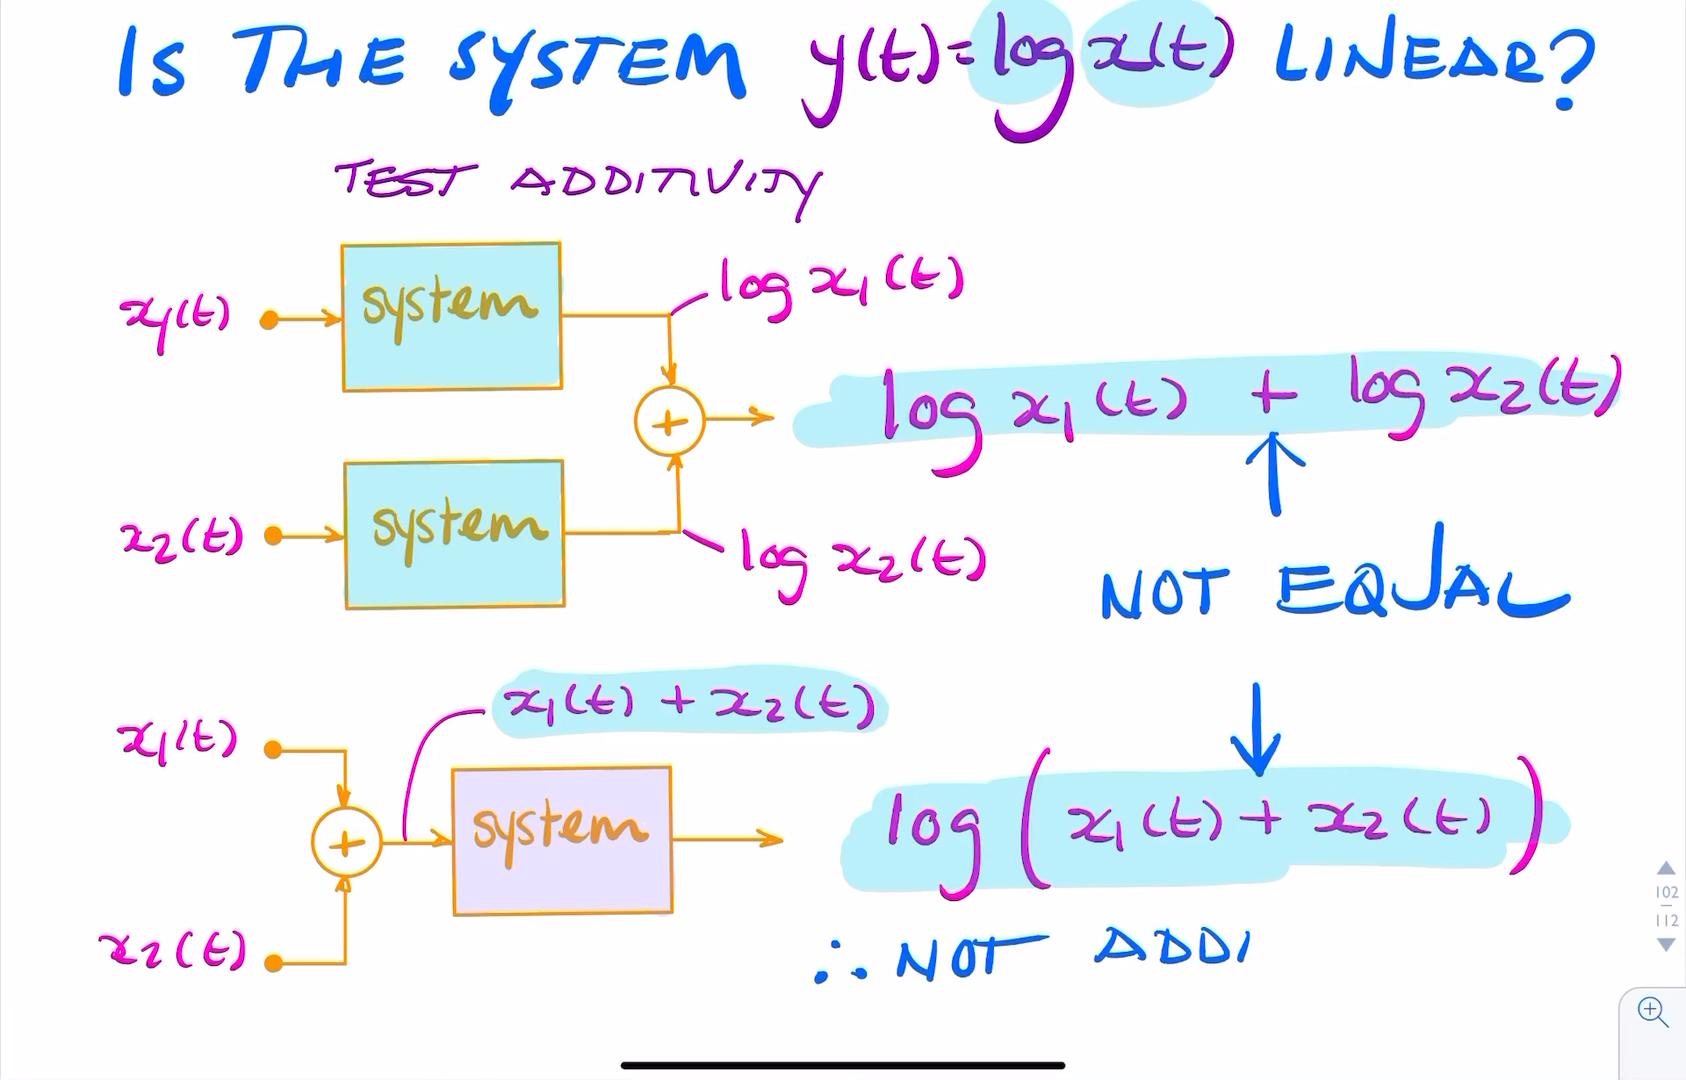 IS THE SYSTEM y(t)=log x(t) LINEAR?
TEST ADDITIVITY
x₁(t)
system
log x₁(t)
+
log x₁(t) + log x₂(t)
x₂(t)
system
log x₂(t)
NOT EQUAL
x₁(t) + x₂(t)
x₁(t)
+
system
log (x₁(t) + x₂(t))
x₂(t)
∴ NOT ADDI
102
112